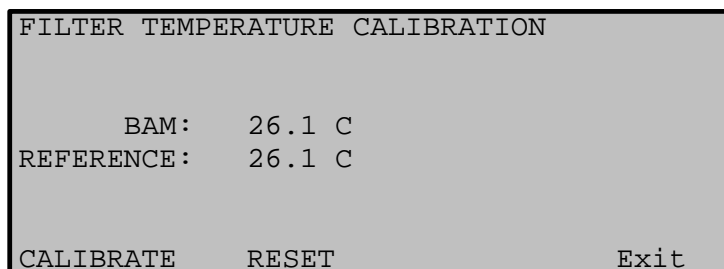 FILTER TEMPERATURE CALIBRATION
BAM: 26.1 C
REFERENCE: 26.1 C
CALIBRATE RESET Exit